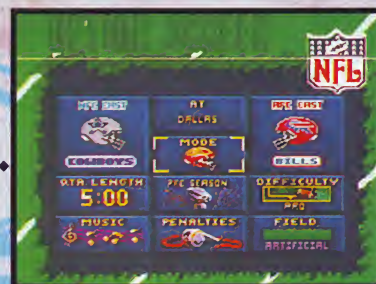 NFL
NFC EAST
AT
DALLAS
AFC EAST
COWBOYS
MODE
BILLS
QTR LENGTH
5:00
PRE SEASON
DIFFICULTY
PRO
MUSIC
PENALTIES
FIELD
ARTIFICIAL